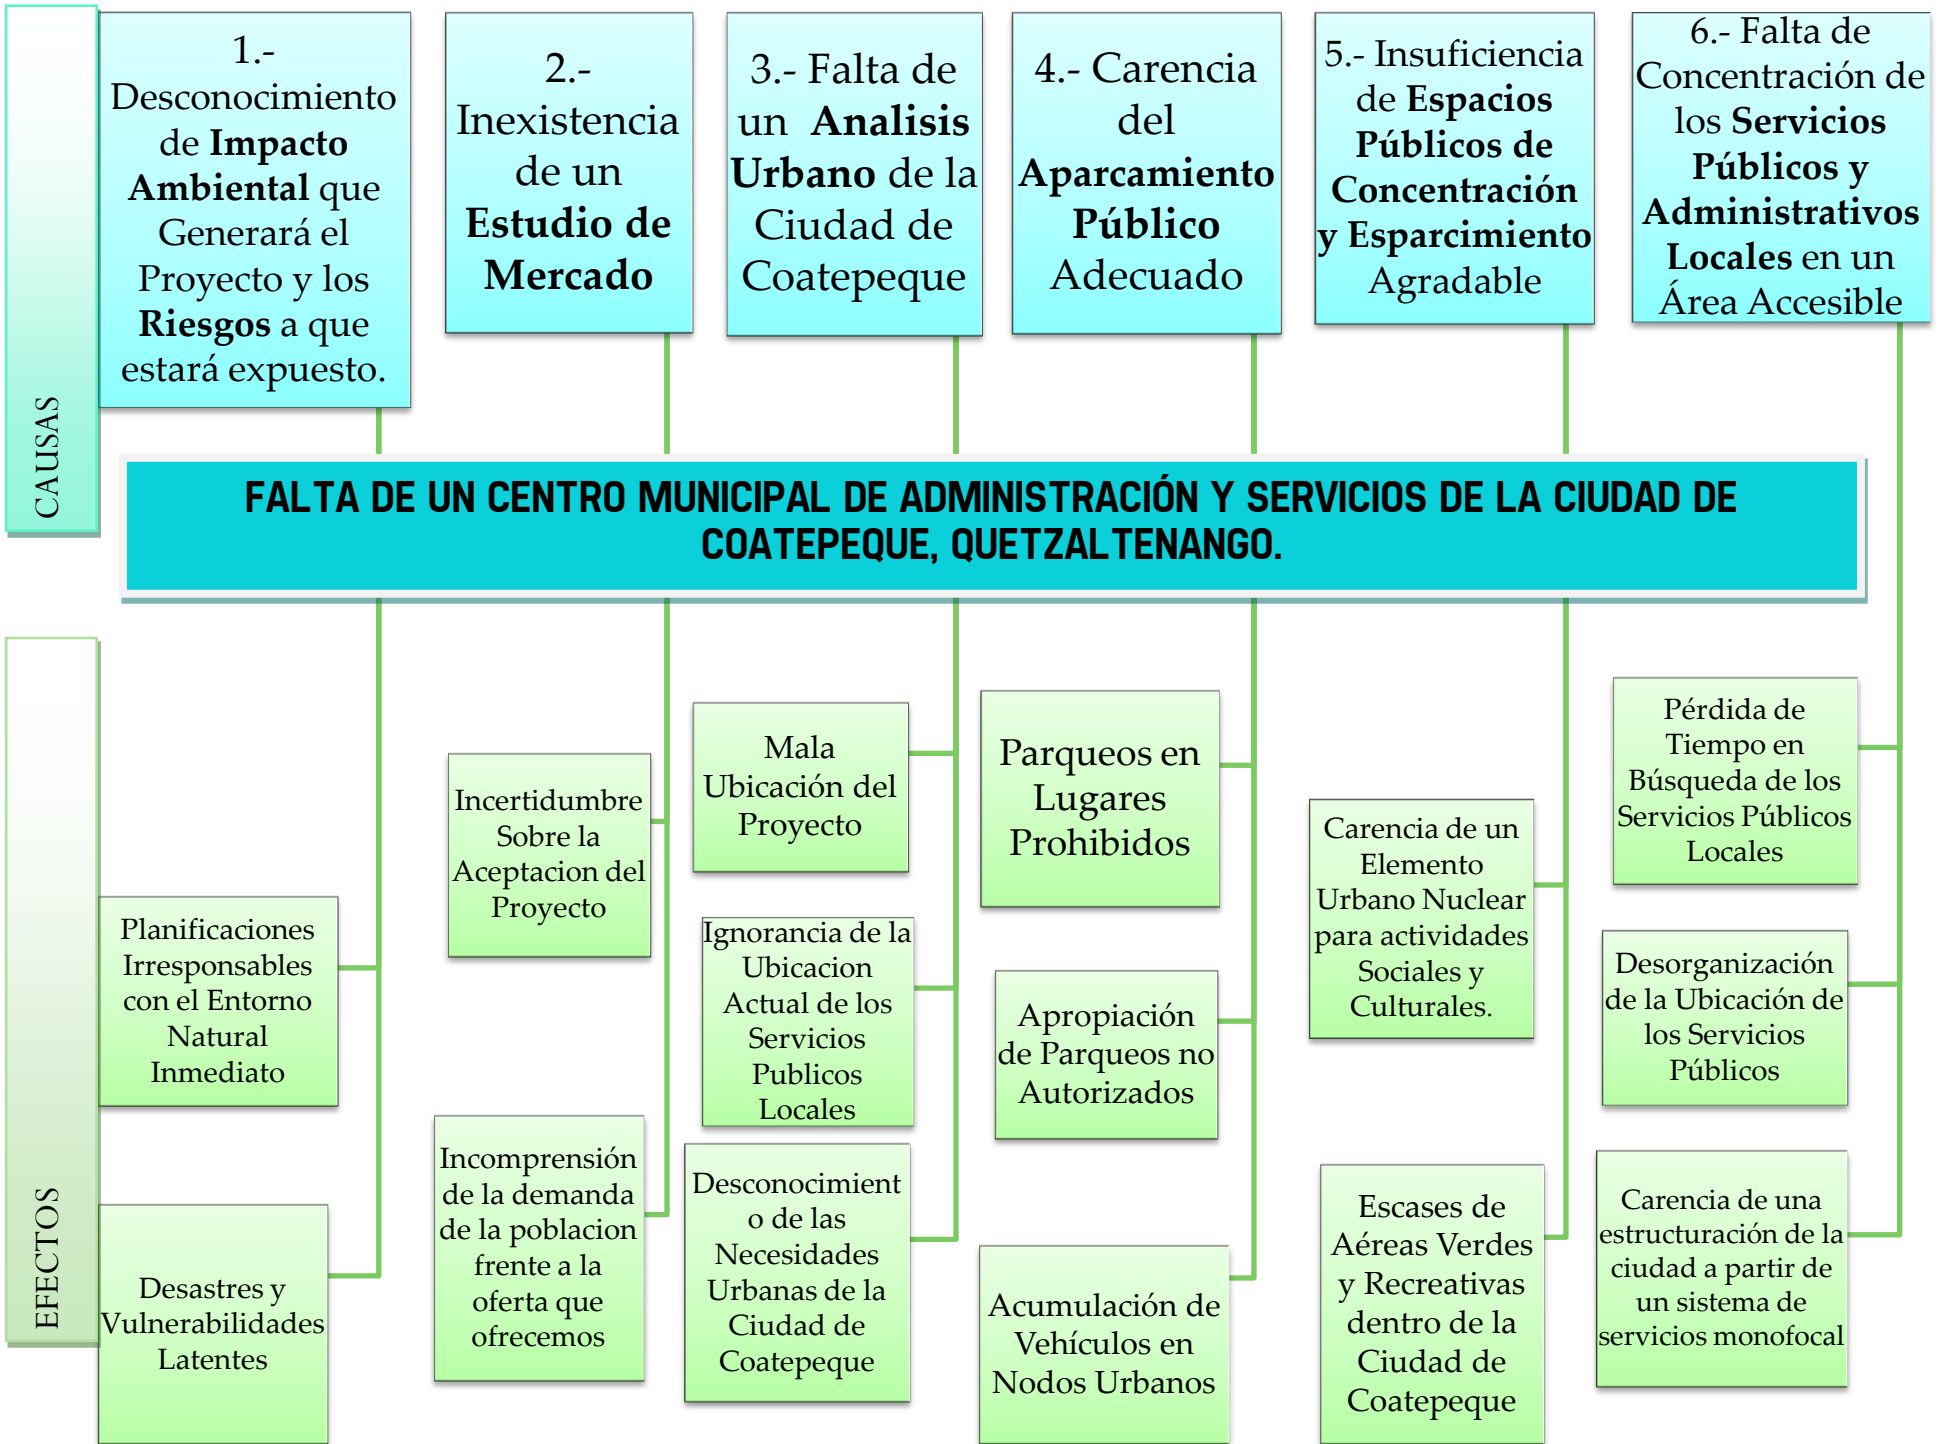 CAUSAS
1.-
Desconocimiento
de Impacto
Ambiental que
Generará el
Proyecto y los
Riesgos a que
estará expuesto.
2.-
Inexistencia
de un
Estudio de
Mercado
3.- Falta de
un Analisis
Urbano de la
Ciudad de
Coatepeque
4.- Carencia
del
Aparcamiento
Público
Adecuado
5.- Insuficiencia
de Espacios
Públicos de
Concentración
y Esparcimiento
Agradable
6.- Falta de
Concentración de
los Servicios
Públicos y
Administrativos
Locales en un
Área Accesible
FALTA DE UN CENTRO MUNICIPAL DE ADMINISTRACIÓN Y SERVICIOS DE LA CIUDAD DE
COATEPEQUE, QUETZALTENANGO.
EFECTOS
Planificaciones
Irresponsables
con el Entorno
Natural
Inmediato
Desastres y
Vulnerabilidades
Latentes
Incertidumbre
Sobre la
Aceptacion del
Proyecto
Incomprensión
de la demanda
de la poblacion
frente a la
oferta que
ofrecemos
Mala
Ubicación del
Proyecto
Ignorancia de la
Ubicacion
Actual de los
Servicios
Publicos
Locales
Desconocimient
o de las
Necesidades
Urbanas de la
Ciudad de
Coatepeque
Parqueos en
Lugares
Prohibidos
Apropiación
de Parqueos no
Autorizados
Acumulación de
Vehículos en
Nodos Urbanos
Carencia de un
Elemento
Urbano Nuclear
para actividades
Sociales y
Culturales.
Escases de
Aéreas Verdes
y Recreativas
dentro de la
Ciudad de
Coatepeque
Pérdida de
Tiempo en
Búsqueda de los
Servicios Públicos
Locales
Desorganización
de la Ubicación de
los Servicios
Públicos
Carencia de una
estructuración de la
ciudad a partir de
un sistema de
servicios monofocal